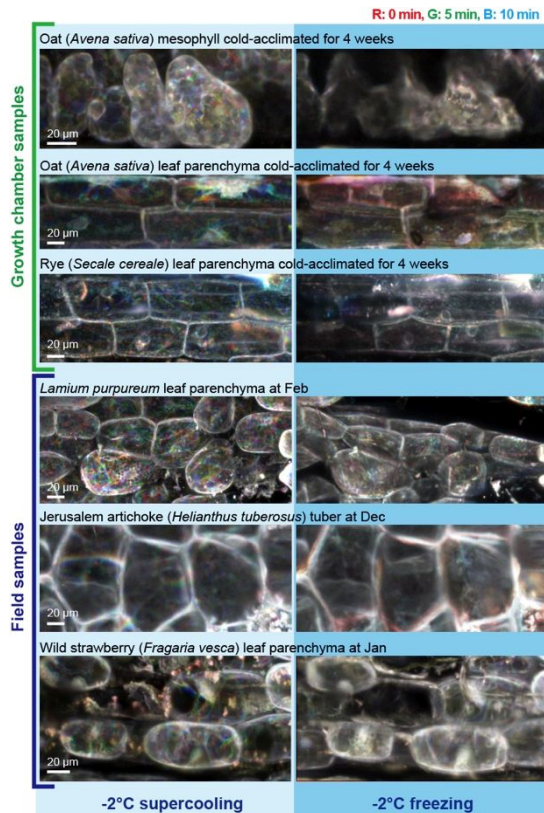 R: 0 min, G: 5 min, B: 10 min
Growth chamber samples
Oat (Avena sativa) mesophyll cold-acclimated for 4 weeks
20 µm
Oat (Avena sativa) leaf parenchyma cold-acclimated for 4 weeks
20 µm
Rye (Secale cereale) leaf parenchyma cold-acclimated for 4 weeks
20 µm
Field samples
Lamium purpureum leaf parenchyma at Feb
20 µm
Jerusalem artichoke (Helianthus tuberosus) tuber at Dec
20 µm
Wild strawberry (Fragaria vesca) leaf parenchyma at Jan
20 µm
-2°C supercooling
-2°C freezing